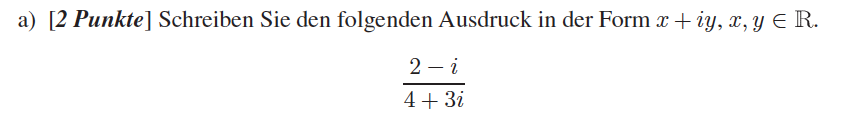 a) [2 Punkte] Schreiben Sie den folgenden Ausdruck in der Form x + iy, x, y ∈ ℝ.
2 − i
4 + 3i